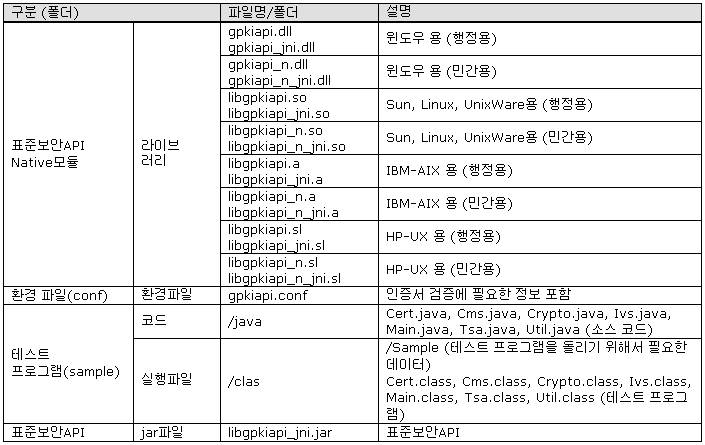 구분 (폴더) 파일명/폴더 설명
표준보안API
Native모듈
라이브
러리
gpkiapi.dll
gpkiapi_jni.dll
윈도우 용 (행정용)
gpkiapi_n.dll
gpkiapi_n_jni.dll
윈도우 용 (민간용)
libgpkiapi.so
libgpkiapi_jni.so
Sun, Linux, UnixWare용 (행정용)
libgpkiapi_n.so
libgpkiapi_n_jni.so
Sun, Linux, UnixWare용 (민간용)
libgpkiapi.a
libgpkiapi_jni.a
IBM-AIX 용 (행정용)
libgpkiapi_n.a
libgpkiapi_n_jni.a
IBM-AIX 용 (민간용)
libgpkiapi.sl
libgpkiapi_jni.sl
HP-UX 용 (행정용)
libgpkiapi_n.sl
libgpkiapi_n_jni.sl
HP-UX 용 (민간용)
환경 파일(conf) 환경파일 gpkiapi.conf 인증서 검증에 필요한 정보 포함
테스트
프로그램(sample)
코드
/java
Cert.java, Cms.java, Crypto.java, Ivs.java,
Main.java, Tsa.java, Util.java (소스 코드)
실행파일
/clas
/Sample (테스트 프로그램을 돌리기 위해서 필요한
데이터)
Cert.class, Cms.class, Crypto.class, Ivs.class,
Main.class, Tsa.class, Util.class (테스트 프로그
램)
표준보안API jar파일 libgpkiapi_jni.jar 표준보안API